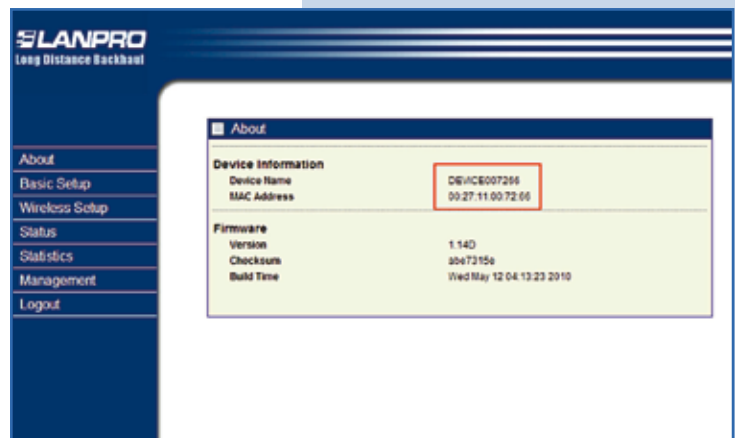 LANPRO
Long Distance Backhaul
About
Basic Setup
Wireless Setup
Status
Statistics
Management
Logout
About
Device Information
Device Name DEVICE007266
MAC Address 00:27:11:00:72:66
Firmware
Version 1.14D
Checksum abe7315e
Build Time Wed May 12 04:13:23 2010